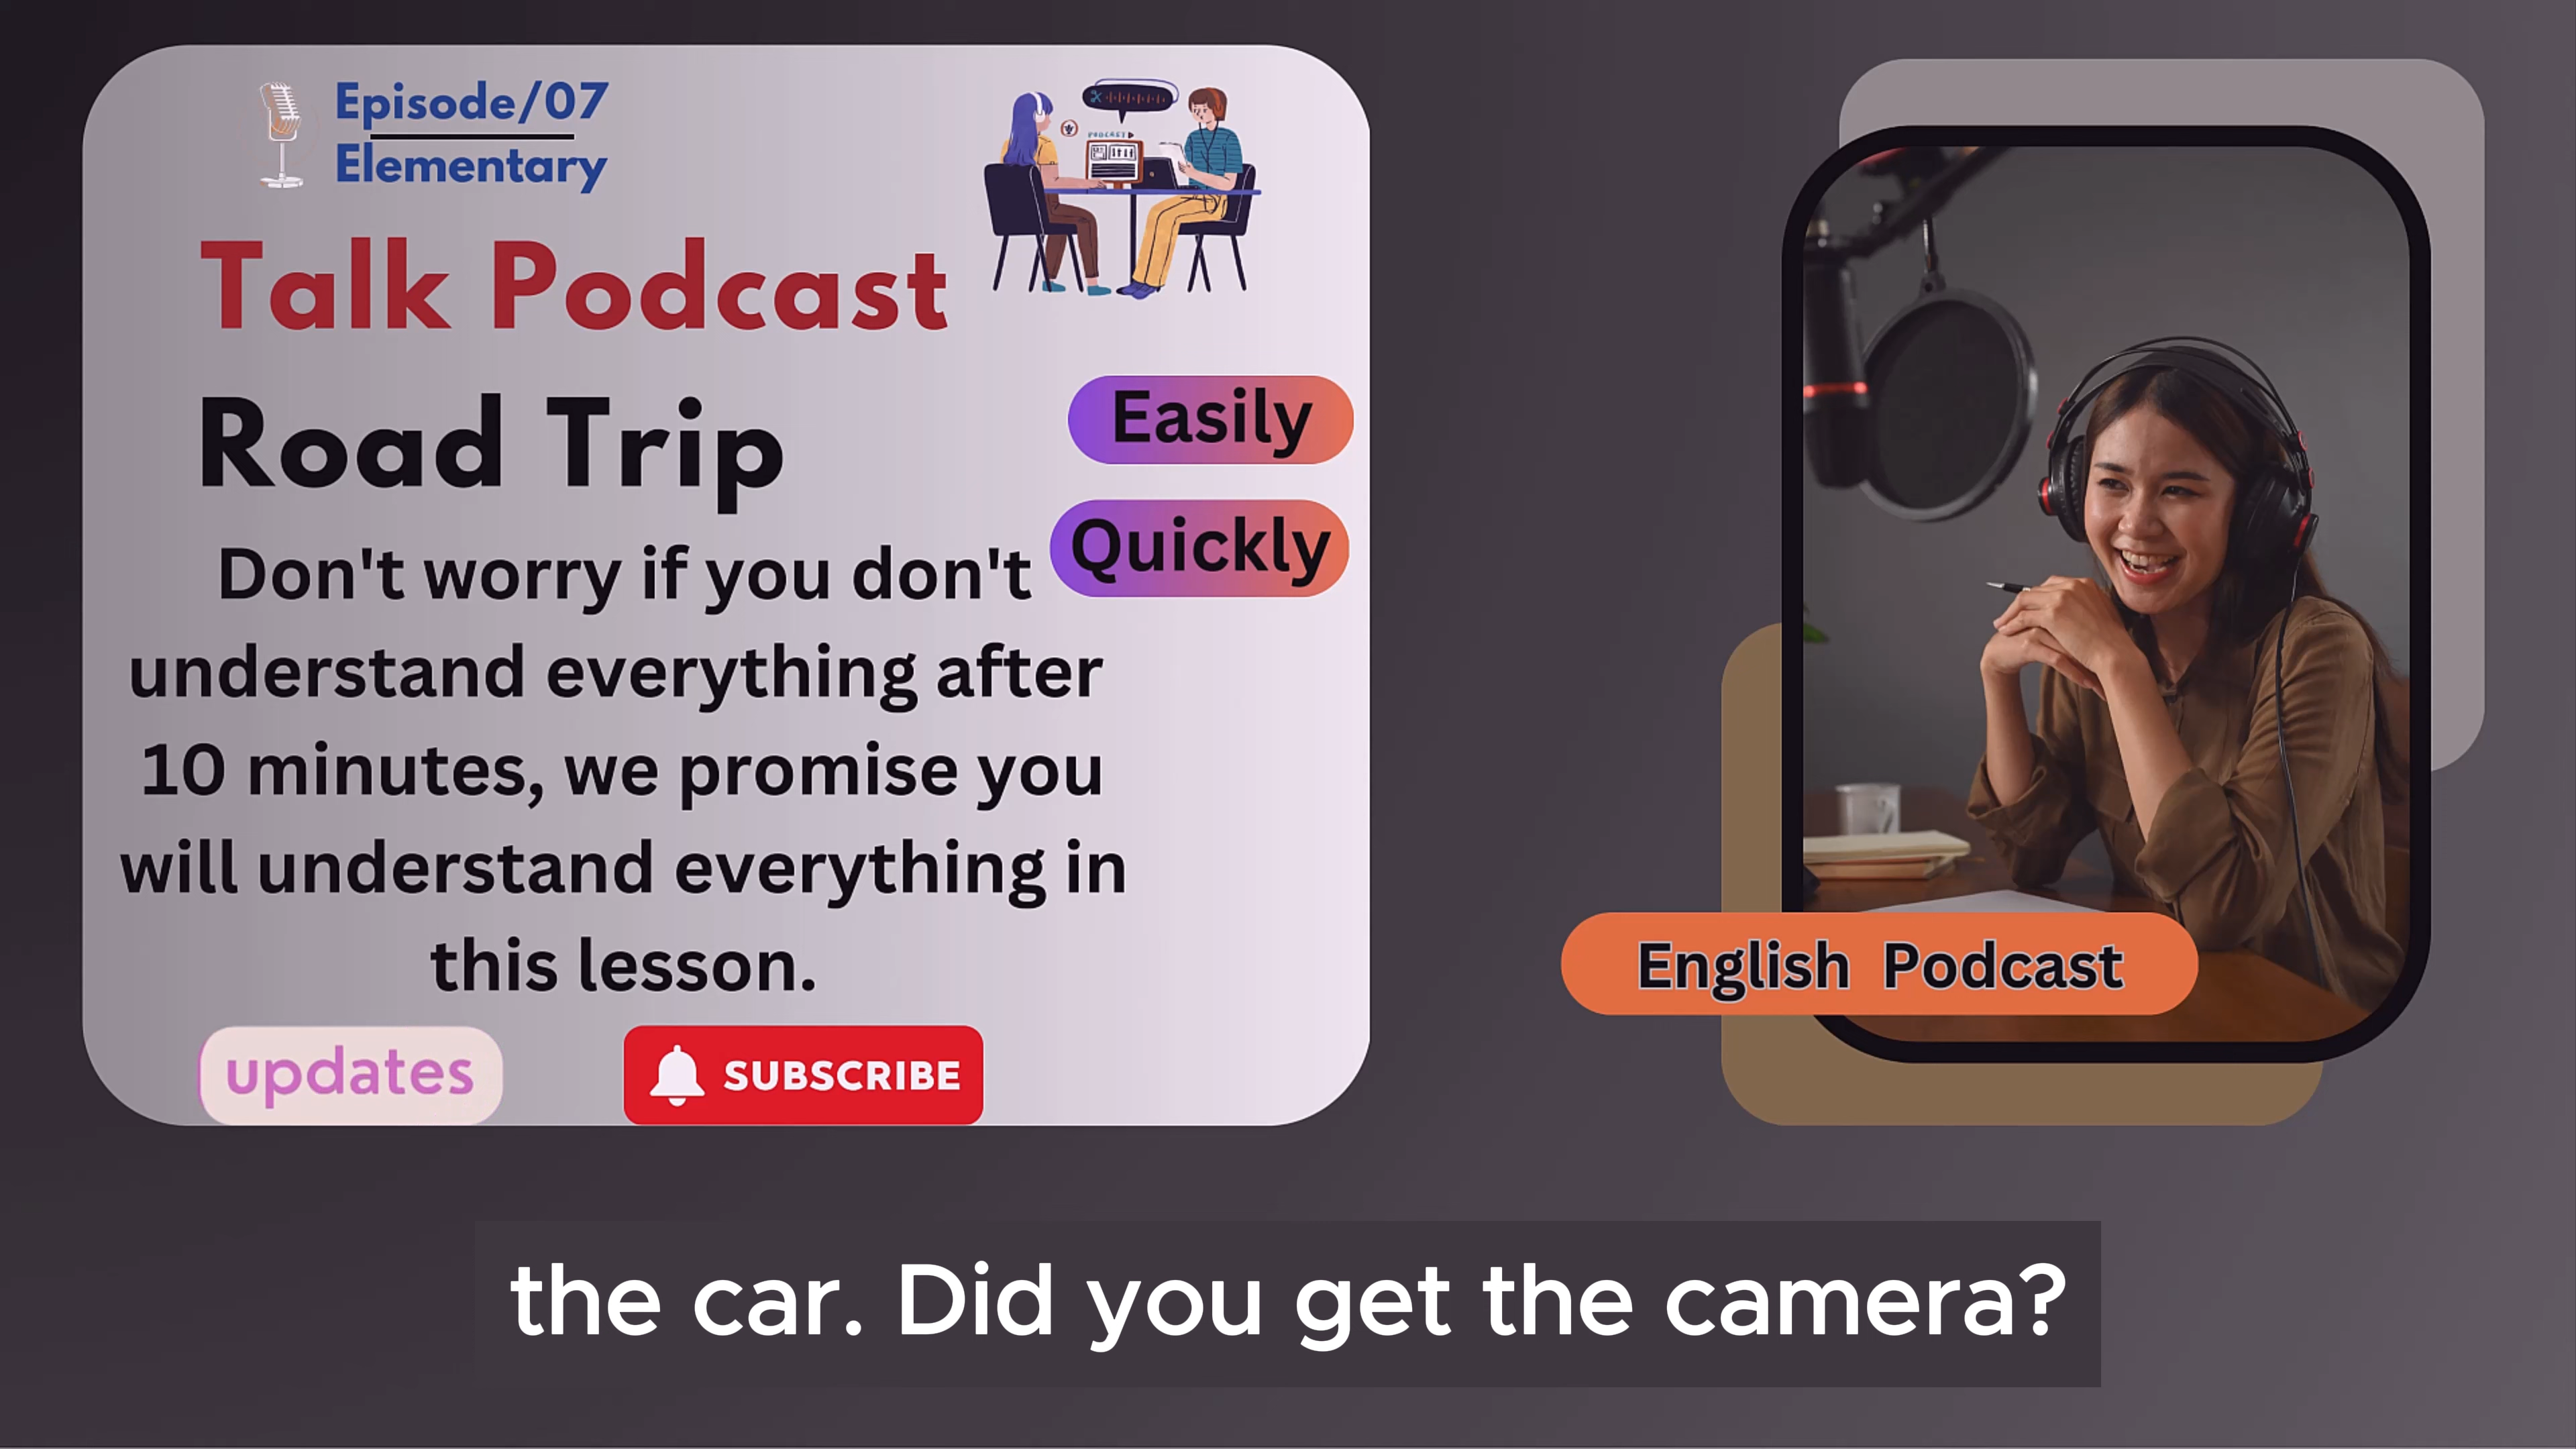 Episode/07
Elementary
PODCAST
Talk Podcast
Road Trip
Easily
Quickly
Don't worry if you don't
understand everything after
10 minutes, we promise you
will understand everything in
this lesson.
updates
SUBSCRIBE
English Podcast
the car. Did you get the camera?